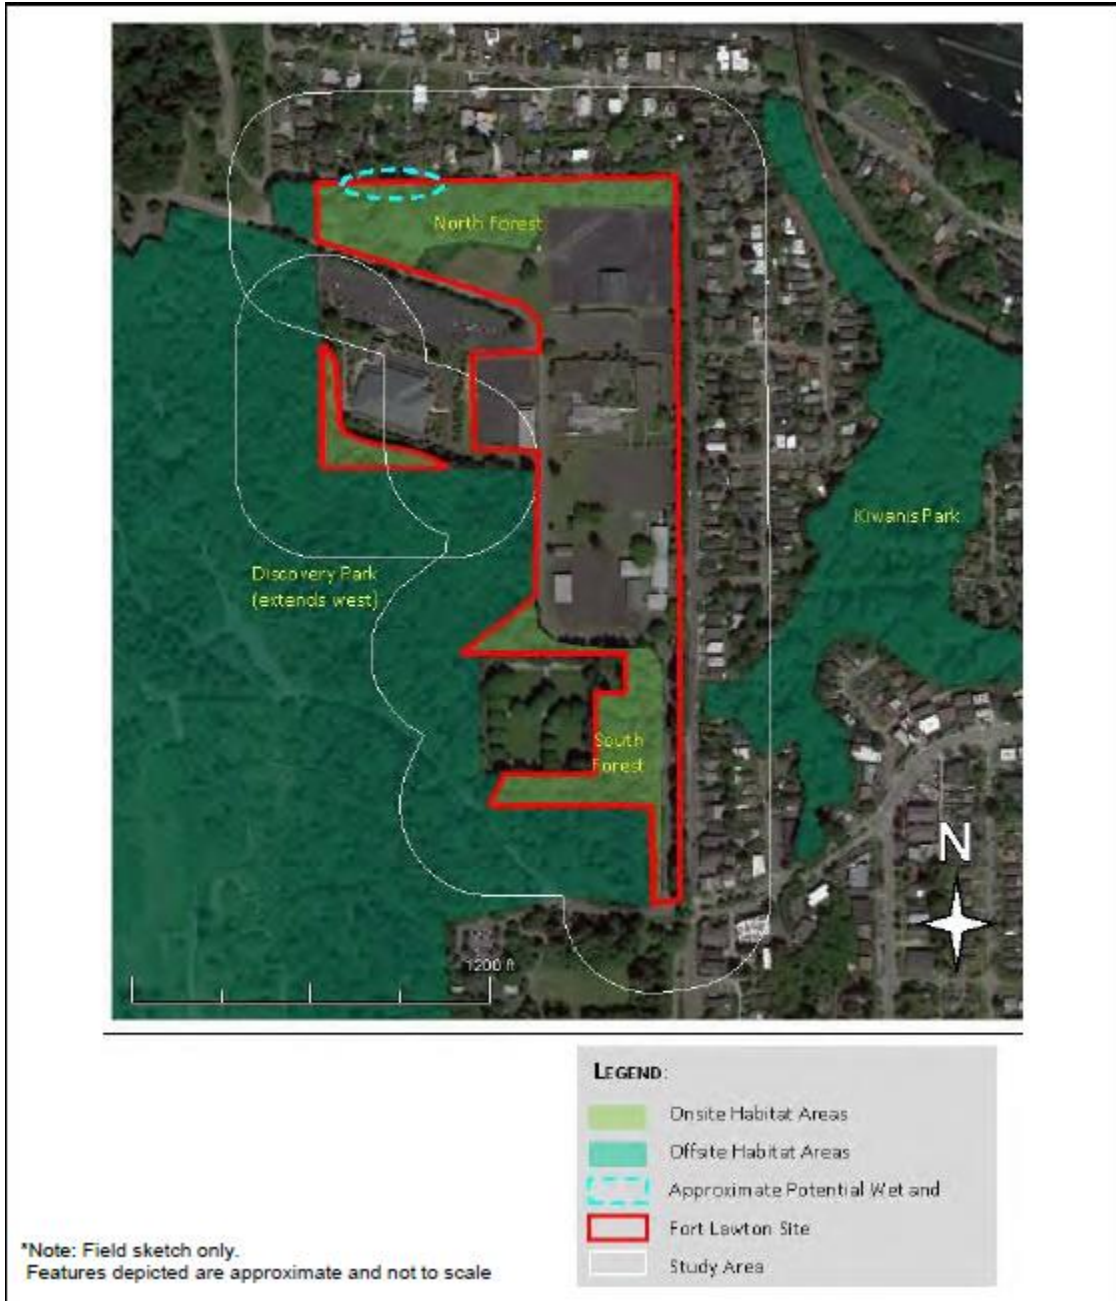 North Forest
Kiwanis Park
Discovery Park
(extends west)
South
Forest
N
1200 ft
LEGEND:
Onsite Habitat Areas
Offsite Habitat Areas
Approximate Potential Wet and
Fort Lawton Site
Study Area
*Note: Field sketch only.
Features depicted are approximate and not to scale